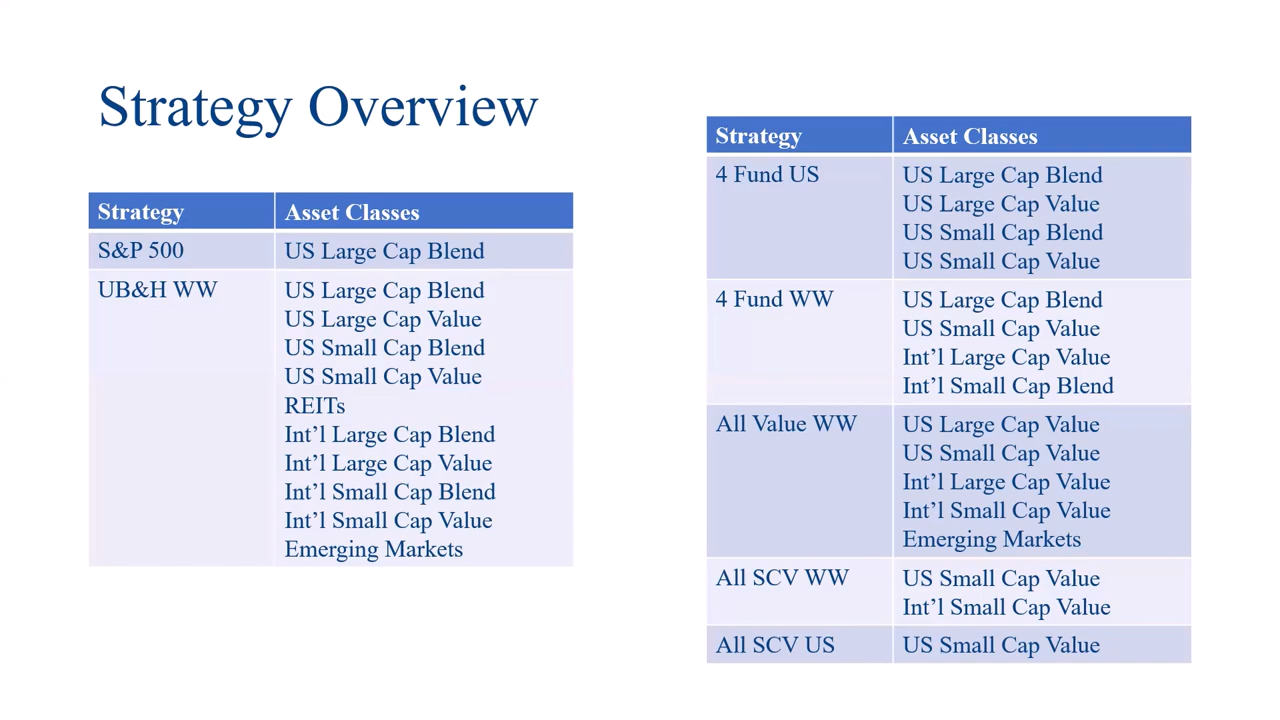 Strategy Overview
Strategy Asset Classes
S&P 500 US Large Cap Blend
UB&H WW US Large Cap Blend
US Large Cap Value
US Small Cap Blend
US Small Cap Value
REITs
Int’l Large Cap Blend
Int’l Large Cap Value
Int’l Small Cap Blend
Int’l Small Cap Value
Emerging Markets
Strategy Asset Classes
4 Fund US US Large Cap Blend
US Large Cap Value
US Small Cap Blend
US Small Cap Value
4 Fund WW US Large Cap Blend
US Small Cap Value
Int’l Large Cap Value
Int’l Small Cap Blend
All Value WW US Large Cap Value
US Small Cap Value
Int’l Large Cap Value
Int’l Small Cap Value
Emerging Markets
All SCV WW US Small Cap Value
Int’l Small Cap Value
All SCV US US Small Cap Value